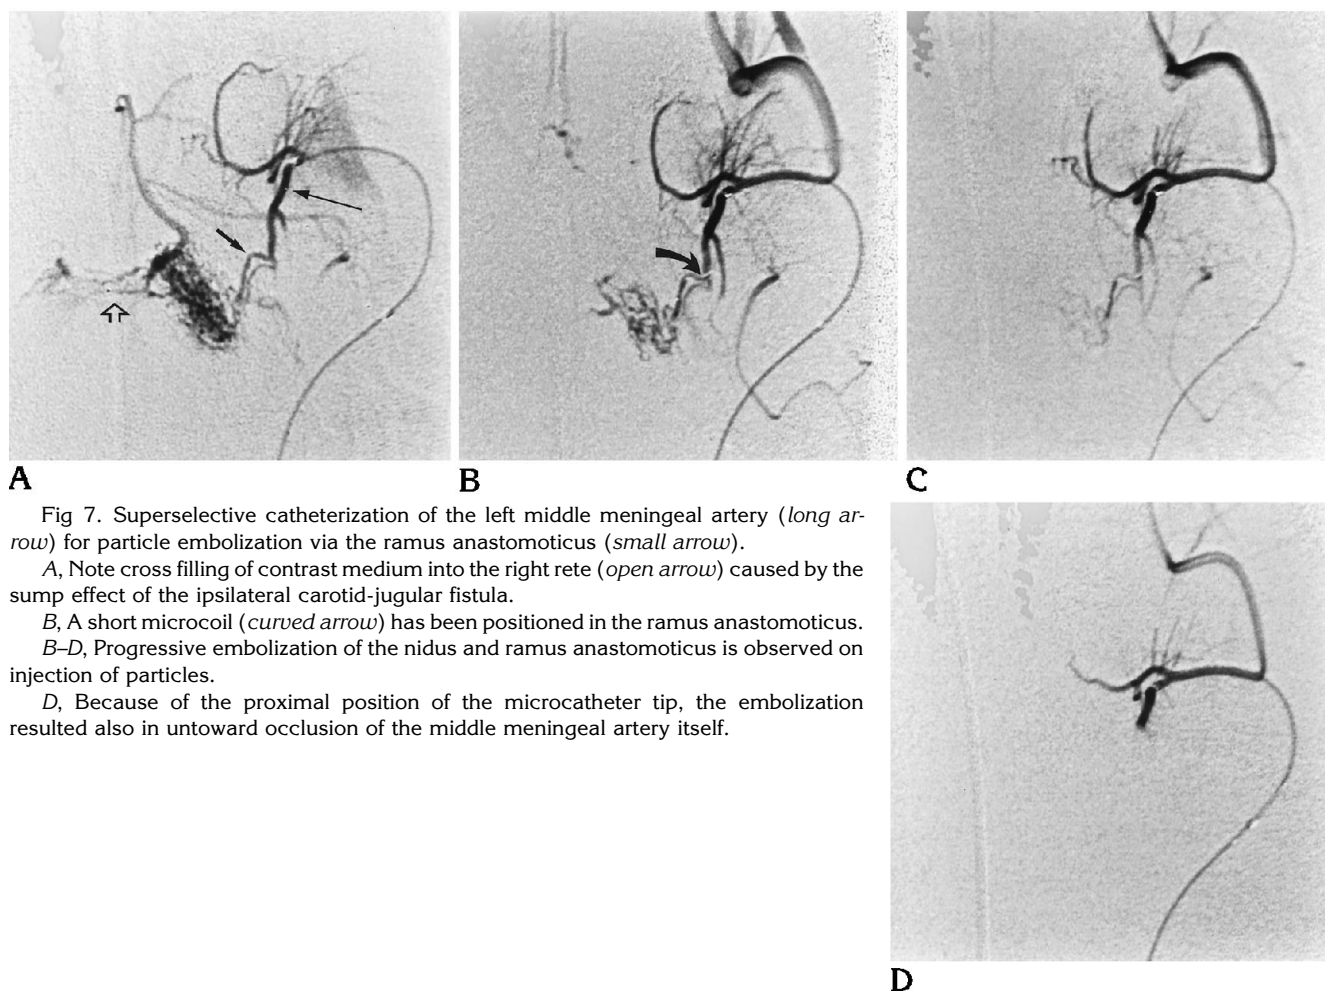 A
B
C
Fig 7. Superselective catheterization of the left middle meningeal artery (long ar-
row) for particle embolization via the ramus anastomoticus (small arrow).
A, Note cross filling of contrast medium into the right rete (open arrow) caused by the
sump effect of the ipsilateral carotid-jugular fistula.
B, A short microcoil (curved arrow) has been positioned in the ramus anastomoticus.
B–D, Progressive embolization of the nidus and ramus anastomoticus is observed on
injection of particles.
D, Because of the proximal position of the microcatheter tip, the embolization
resulted also in untoward occlusion of the middle meningeal artery itself.
D